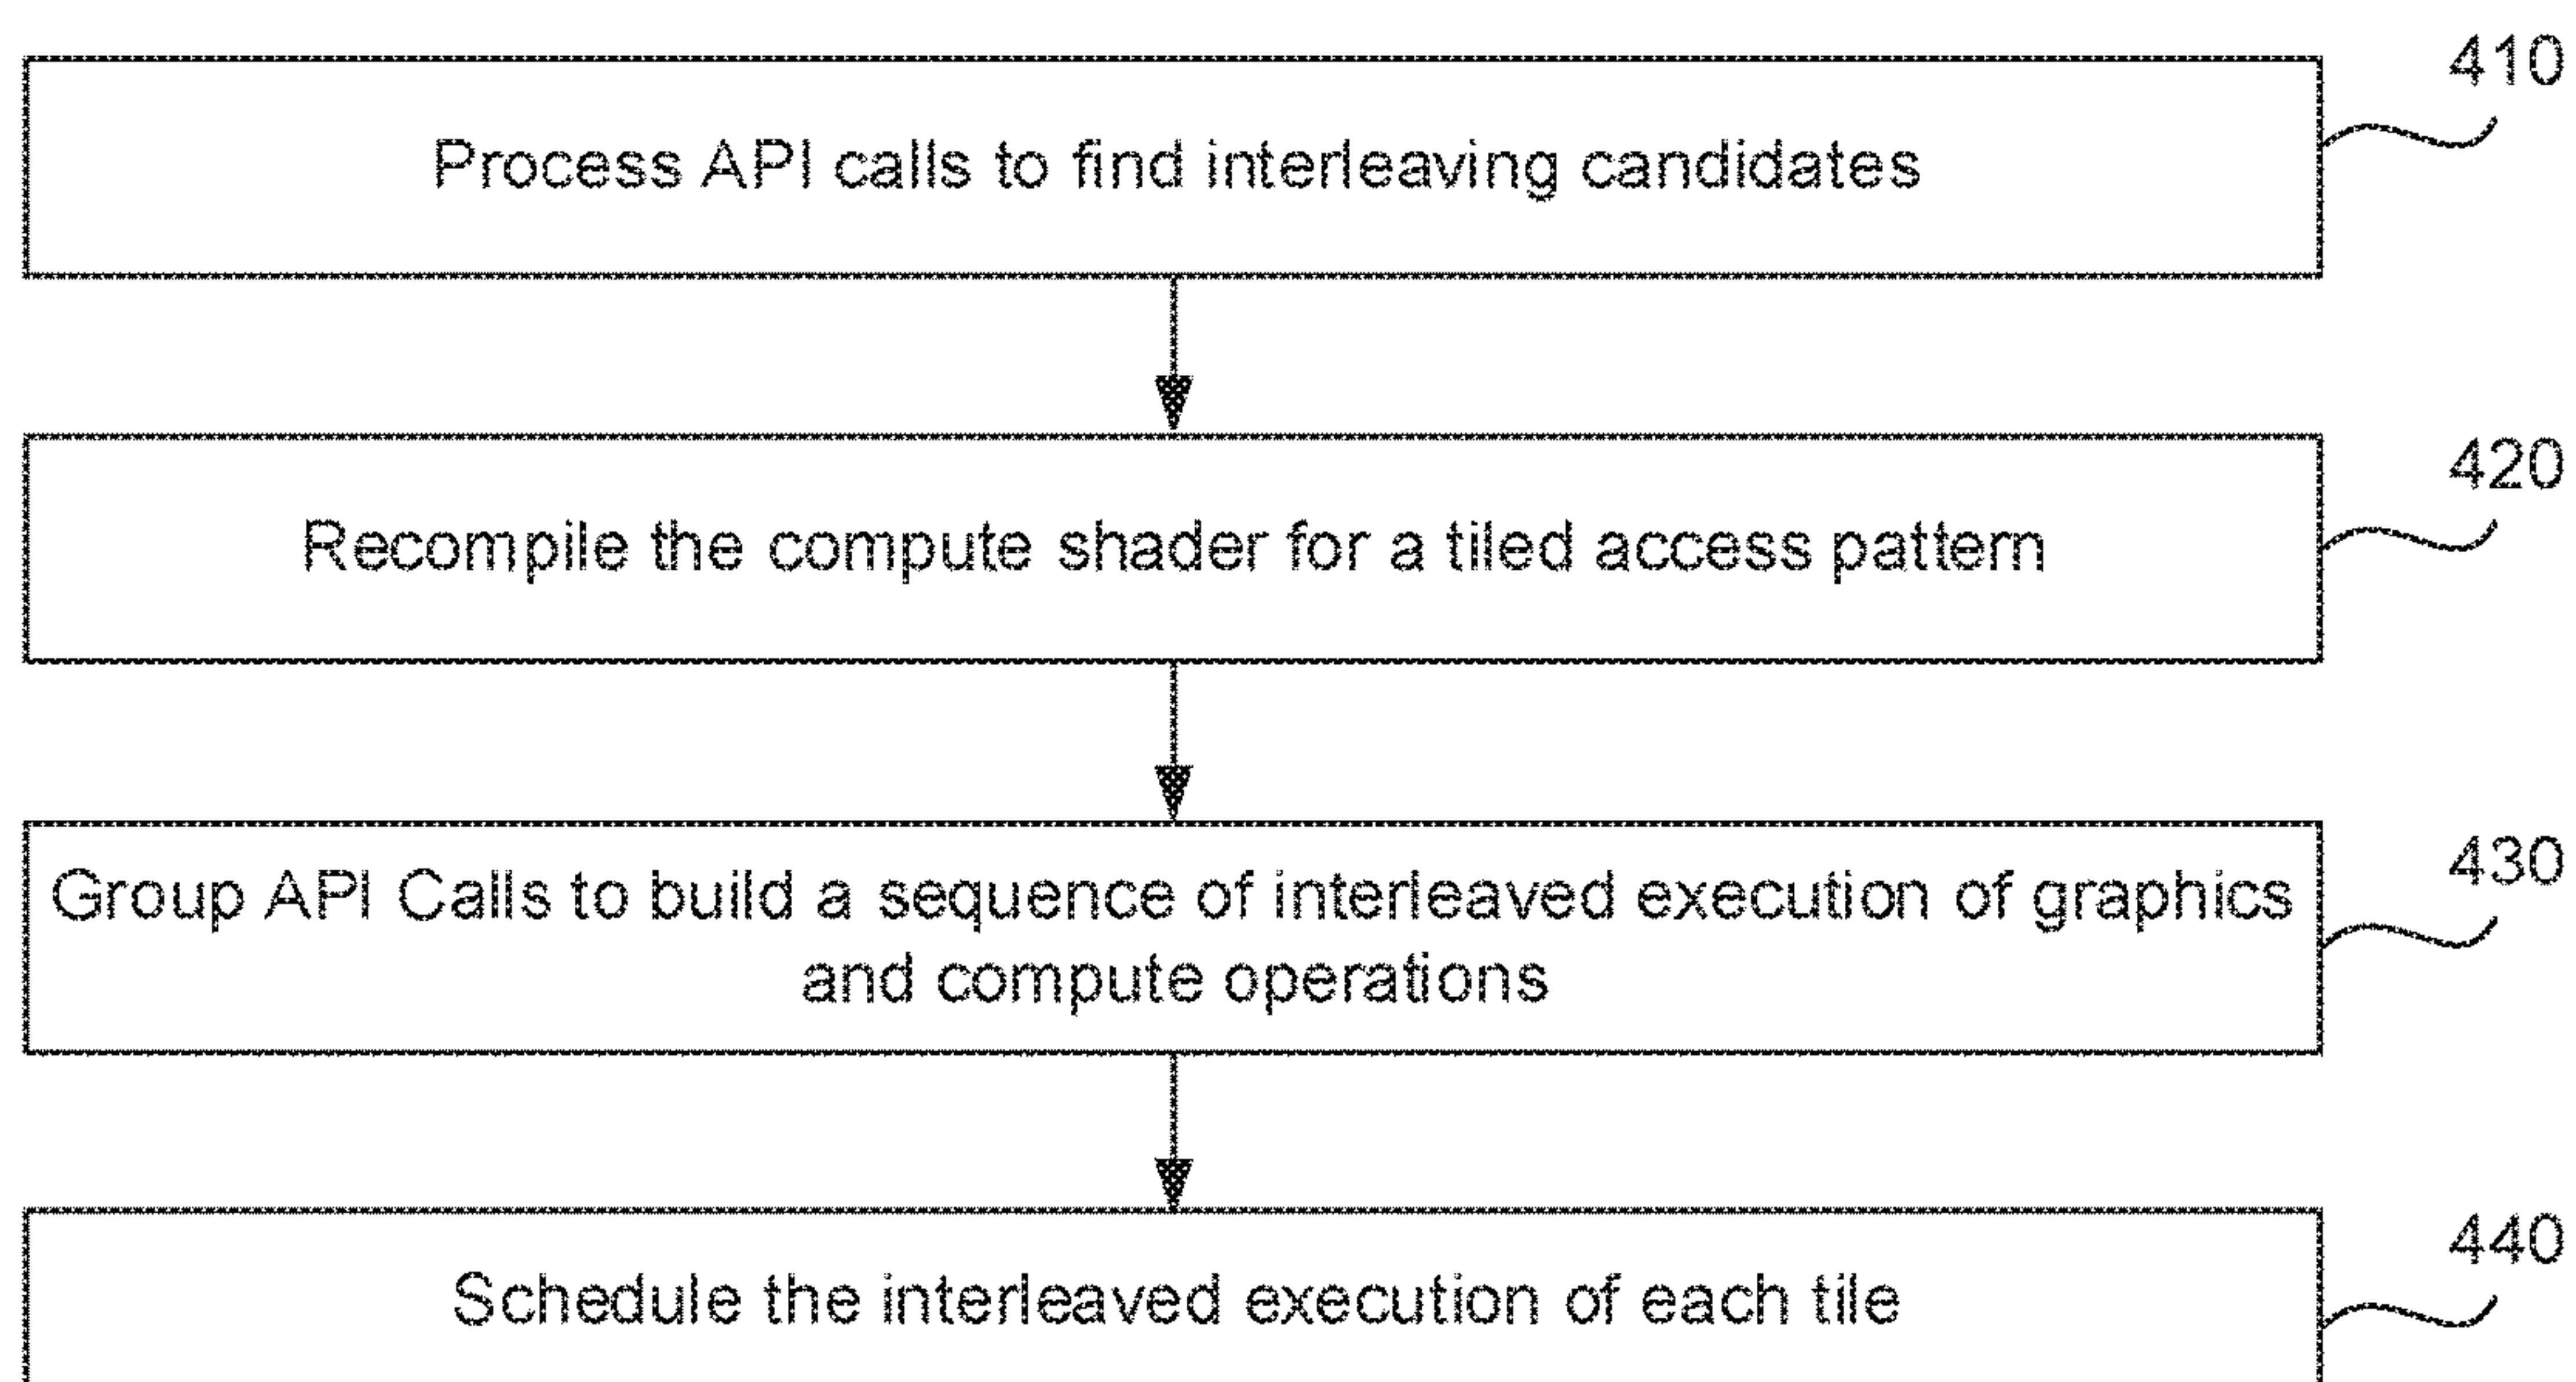 410
Process API calls to find interleaving candidates
420
Recompile the compute shader for a tiled access pattern
430
Group API Calls to build a sequence of interleaved execution of graphics
and compute operations
440
Schedule the interleaved execution of each tile